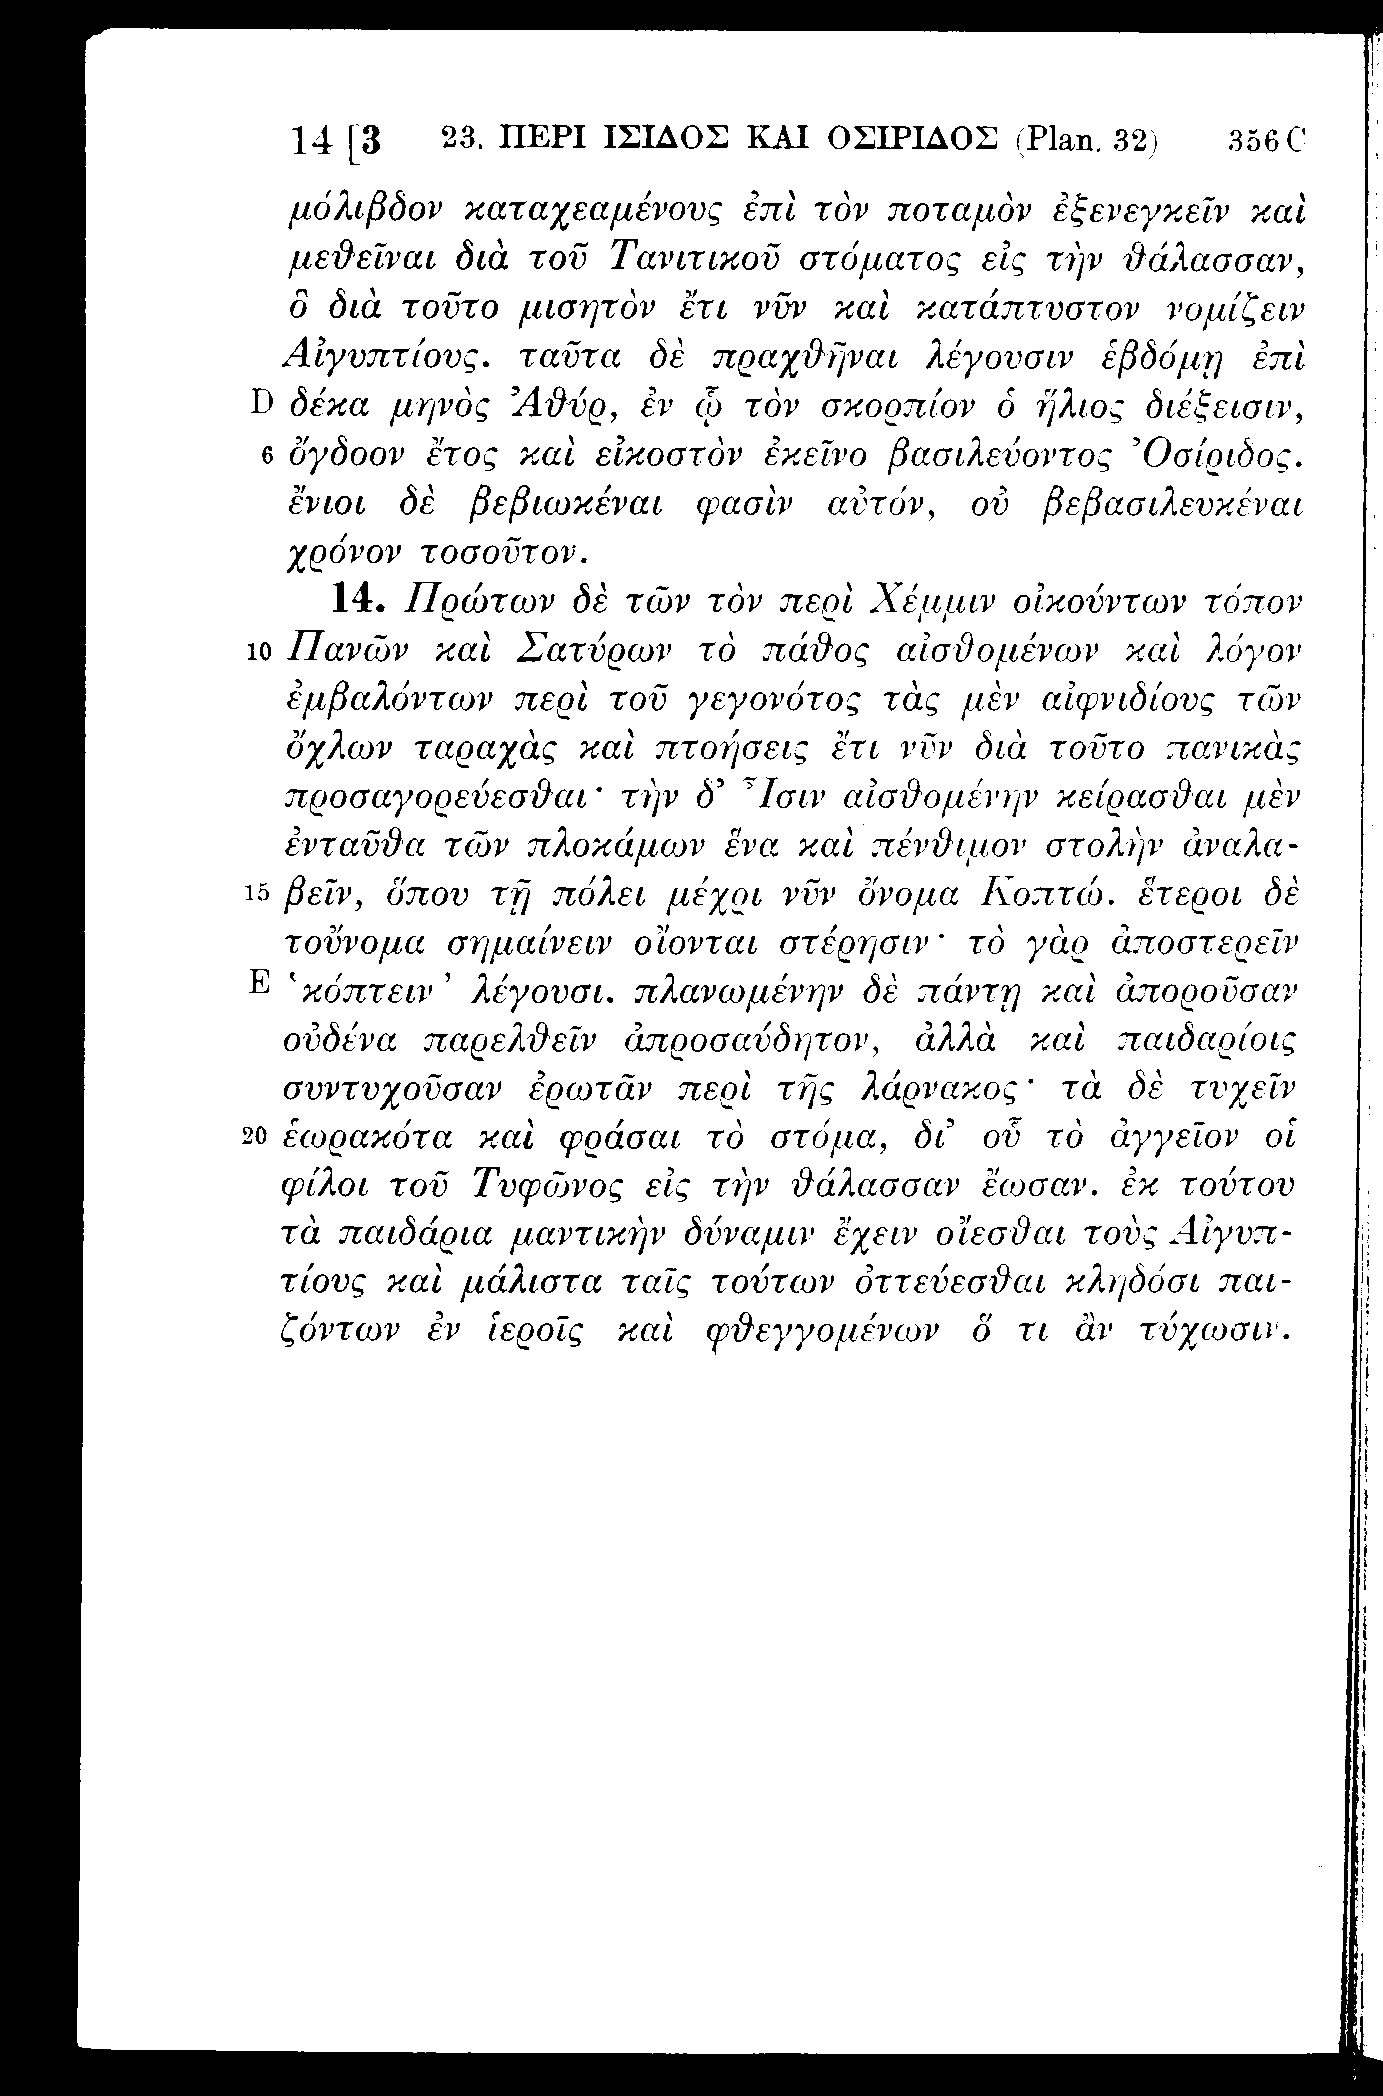 14 [3 23. ΠΕΡΙ ΙΣΙΔΟΣ ΚΑΙ ΟΣΙΡΙΔΟΣ (Plan. 32) 356 C
μόλιβδον καταχεαμένους ἐπὶ τὸν ποταμὸν ἐξενεγκεῖν καὶ
μεθεῖναι διὰ τοῦ Τανιτικοῦ στόματος εἰς τὴν θάλασσαν,
ὃ διὰ τοῦτο μισητὸν ἔτι νῦν καὶ κατάπτυστον νομίζειν
Αἰγυπτίους. ταῦτα δὲ πραχθῆναι λέγουσιν ἑβδόμῃ ἐπὶ
D δέκα μηνὸς Ἀθύρ, ἐν ᾧ τὸν σκορπίον ὁ ἥλιος διέξεισιν,
6 ὄγδοον ἔτος καὶ εἰκοστὸν ἐκεῖνο βασιλεύοντος Ὀσίριδος.
ἔνιοι δὲ βεβιωκέναι φασὶν αὐτόν, οὐ βεβασιλευκέναι
χρόνον τοσοῦτον.
14. Πρώτων δὲ τῶν τὸν περὶ Χέμμιν οἰκούντων τόπον
10 Πανῶν καὶ Σατύρων τὸ πάθος αἰσθομένων καὶ λόγον
ἐμβαλόντων περὶ τοῦ γεγονότος τὰς μὲν αἰφνιδίους τῶν
ὄχλων ταραχὰς καὶ πτοήσεις ἔτι νῦν διὰ τοῦτο πανικὰς
προσαγορεύεσθαι· τὴν δ’ Ἶσιν αἰσθομένην κείρασθαι μὲν
ἐνταῦθα τῶν πλοκάμων ἕνα καὶ πένθιμον στολὴν ἀναλα-
15 βεῖν, ὅπου τῇ πόλει μέχρι νῦν ὄνομα Κοπτώ. ἕτεροι δὲ
τοὔνομα σημαίνειν οἴονται στέρησιν· τὸ γὰρ ἀποστερεῖν
E ‘κόπτειν’ λέγουσι. πλανωμένην δὲ πάντῃ καὶ ἀποροῦσαν
οὐδένα παρελθεῖν ἀπροσαύδητον, ἀλλὰ καὶ παιδαρίοις
συντυχοῦσαν ἐρωτᾶν περὶ τῆς λάρνακος· τὰ δὲ τυχεῖν
20 ἑωρακότα καὶ φράσαι τὸ στόμα, δι’ οὗ τὸ ἀγγεῖον οἱ
φίλοι τοῦ Τυφῶνος εἰς τὴν θάλασσαν ἔωσαν. ἐκ τούτου
τὰ παιδάρια μαντικὴν δύναμιν ἔχειν οἴεσθαι τοὺς Αἰγυπ-
τίους καὶ μάλιστα ταῖς τούτων ὀττεύεσθαι κληδόσι παι-
ζόντων ἐν ἱεροῖς καὶ φθεγγομένων ὅ τι ἂν τύχωσιν.